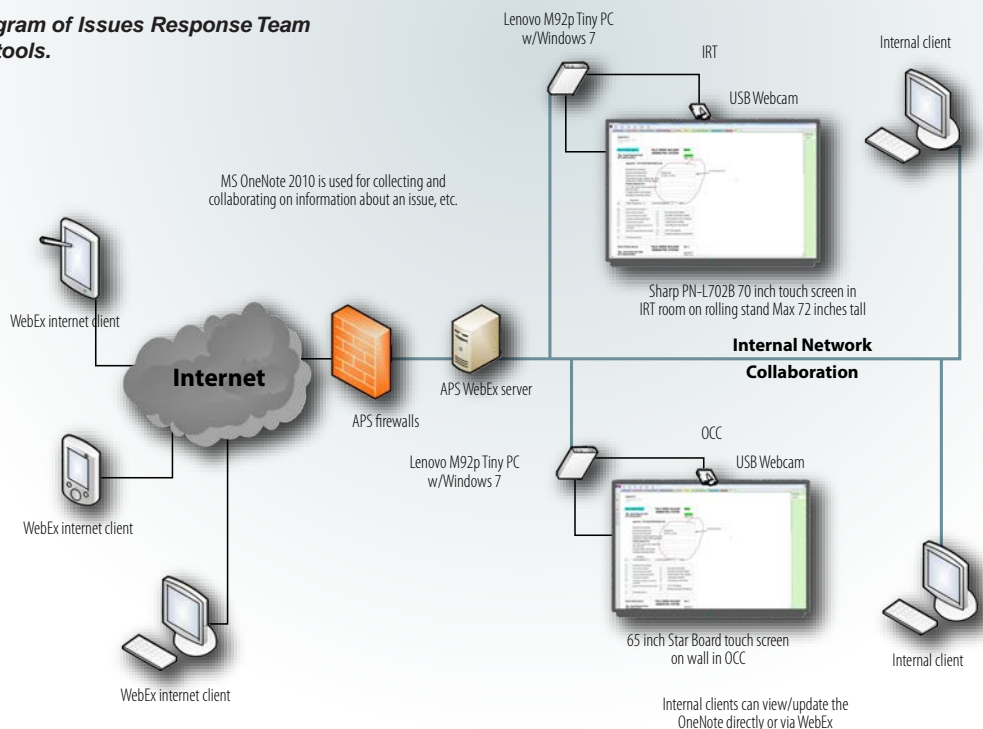 gram of Issues Response Team
tools.
Lenovo M92p Tiny PC
w/Windows 7
IRT
Internal client
USB Webcam
MS OneNote 2010 is used for collecting and
collaborating on information about an issue, etc.
WebEx internet client
Sharp PN-L702B 70 inch touch screen in
IRT room on rolling stand Max 72 inches tall
Internet
Internal Network
Collaboration
APS WebEx server
APS firewalls
OCC
Lenovo M92p Tiny PC
w/Windows 7
USB Webcam
WebEx internet client
65 inch Star Board touch screen
on wall in OCC
Internal client
WebEx internet client
Internal clients can view/update the
OneNote directly or via WebEx